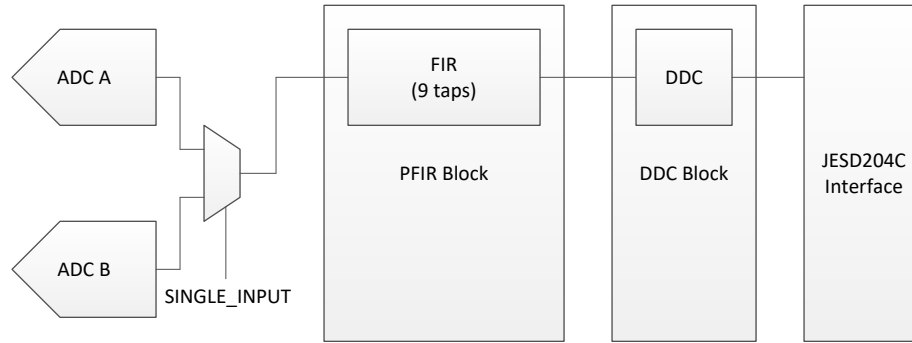 ADC A
ADC B
SINGLE_INPUT
FIR
(9 taps)
PFIR Block
DDC
DDC Block
JESD204C
Interface